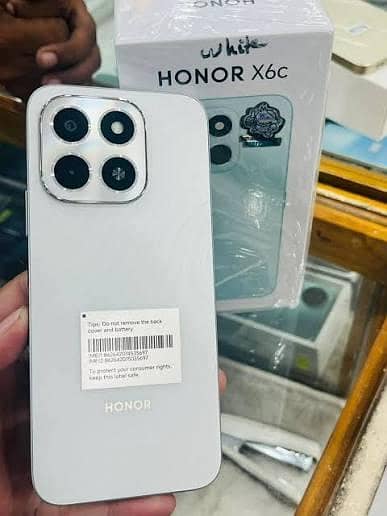 White
HONOR X6c
Tips: Do not remove the back
cover and battery.
To protect your consumer rights,
keep this label safe.
HONOR